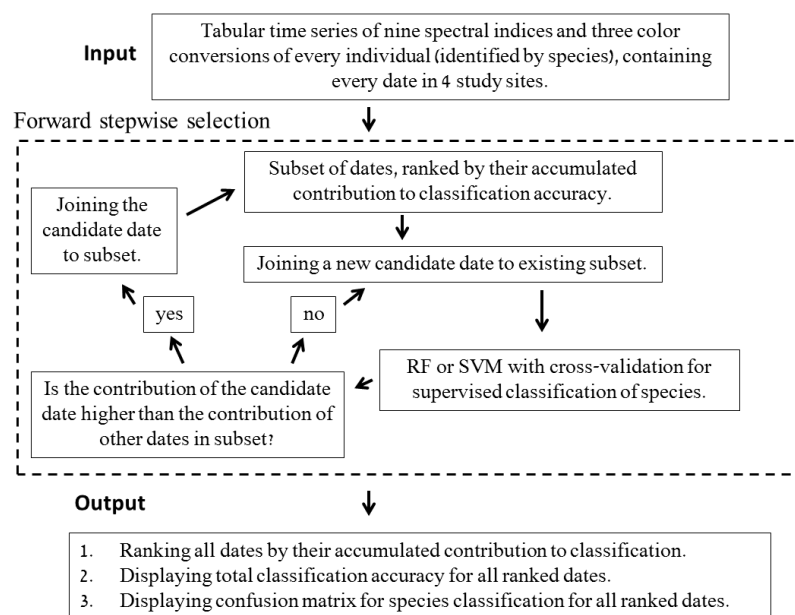 Input
Tabular time series of nine spectral indices and three color
conversions of every individual (identified by species), containing
every date in 4 study sites.
Forward stepwise selection
Subset of dates, ranked by their accumulated
contribution to classification accuracy.
Joining the
candidate date
to subset.
Joining a new candidate date to existing subset.
yes
no
RF or SVM with cross-validation for
supervised classification of species.
Is the contribution of the candidate
date higher than the contribution of
other dates in subset?
Output
1. Ranking all dates by their accumulated contribution to classification.
2. Displaying total classification accuracy for all ranked dates.
3. Displaying confusion matrix for species classification for all ranked dates.